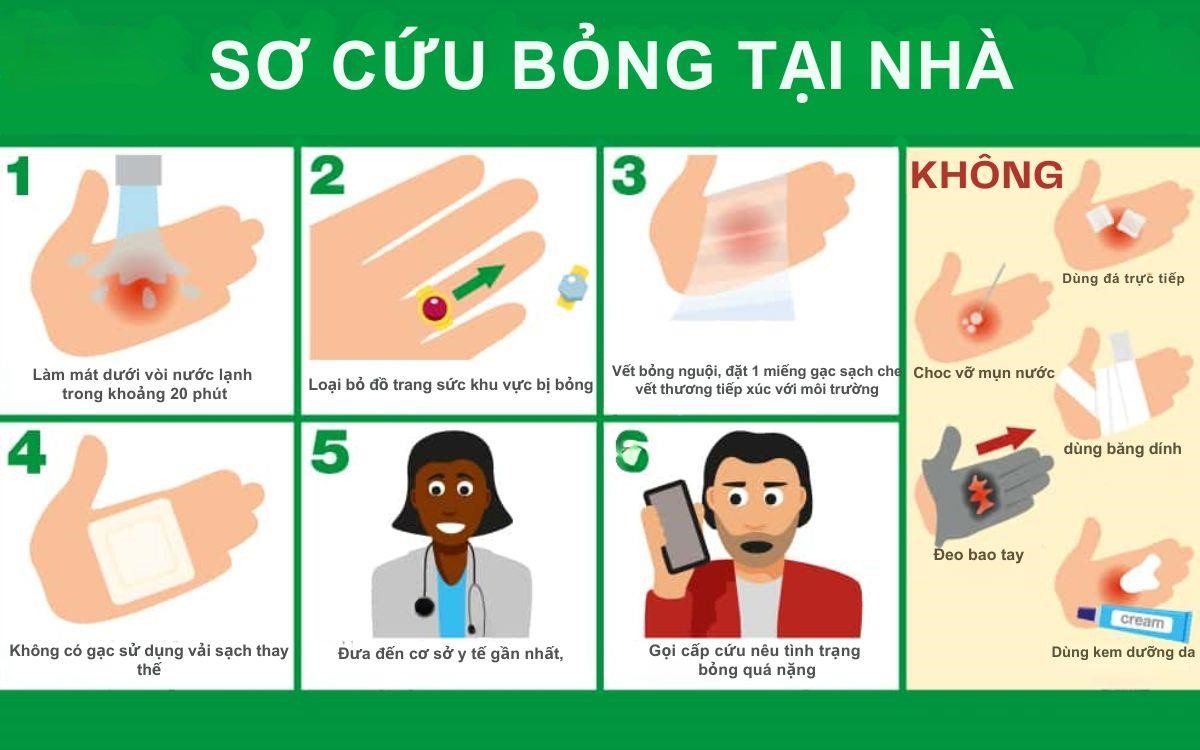 SƠ CỨU BỎNG TẠI NHÀ
1
Làm mát dưới vòi nước lạnh
trong khoảng 20 phút
2
Loại bỏ đồ trang sức khu vực bị bỏng
3
Vết bỏng nguội, đặt 1 miếng gạc sạch che
vết thương tiếp xúc với môi trường
4
Không có gạc sử dụng vải sạch thay
thế
5
Đưa đến cơ sở y tế gần nhất,
6
Gọi cấp cứu nêu tình trạng
bỏng quá nặng
KHÔNG
Dùng đá trực tiếp
Choc vỡ mụn nước
dùng băng dính
Đeo bao tay
cream
Dùng kem dưỡng da